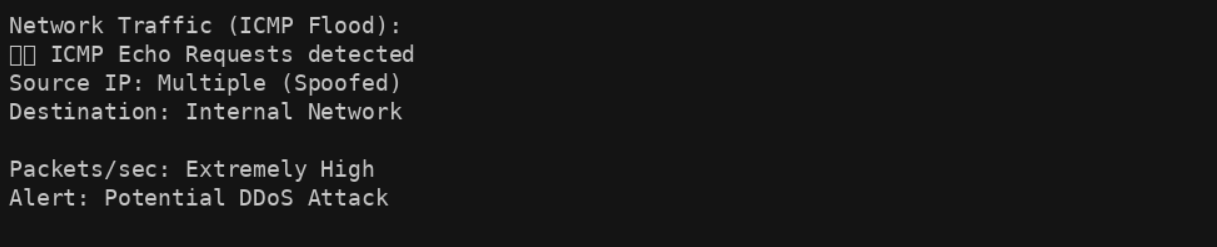 Network Traffic (ICMP Flood):
ICMP Echo Requests detected
Source IP: Multiple (Spoofed)
Destination: Internal Network
Packets/sec: Extremely High
Alert: Potential DDoS Attack